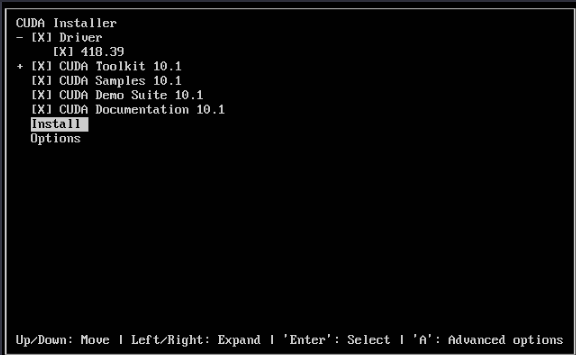 CUDA Installer
- [X] Driver
[X] 418.39
+ [X] CUDA Toolkit 10.1
[X] CUDA Samples 10.1
[X] CUDA Demo Suite 10.1
[X] CUDA Documentation 10.1
Install
Options
Up/Down: Move | Left/Right: Expand | 'Enter': Select | 'A': Advanced options